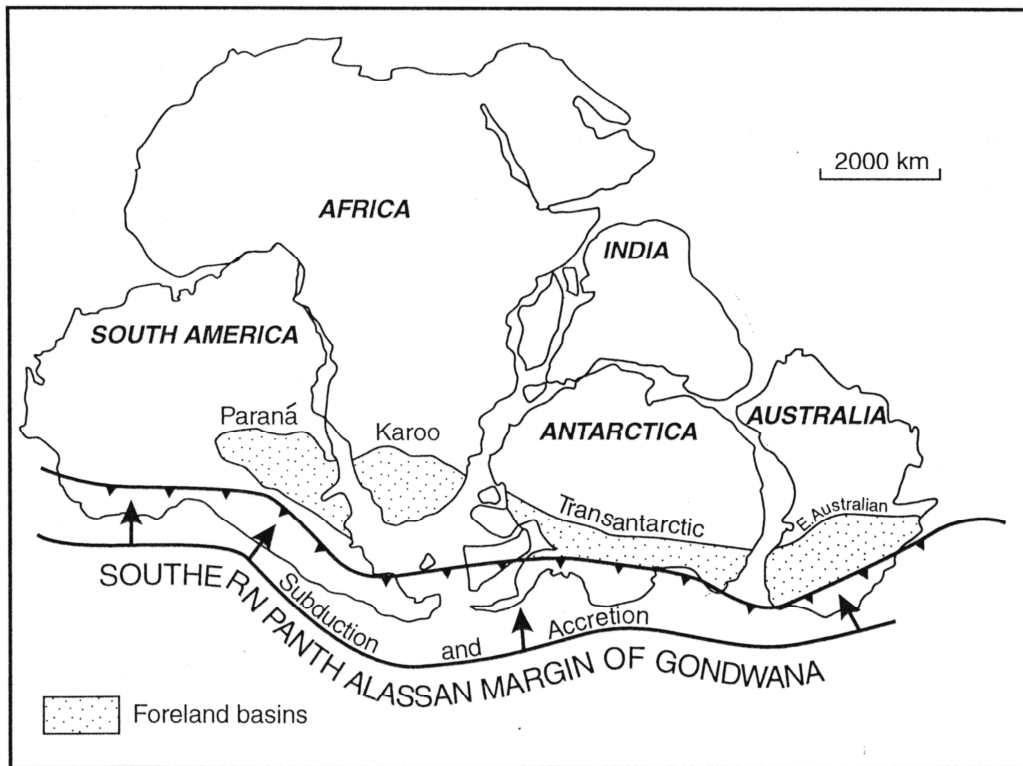 2000 km
AFRICA
INDIA
SOUTH AMERICA
Paraná
Karoo
ANTARCTICA
AUSTRALIA
Transantarctic
E. Australian
Subduction and Accretion
SOUTHERN PANTHALASSAN MARGIN OF GONDWANA
Foreland basins